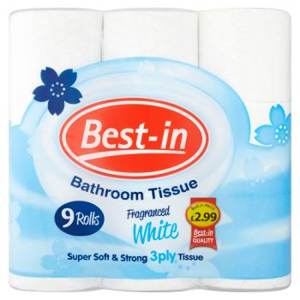 Best-in
Bathroom Tissue
9 Rolls
Fragranced
White
£2.99
Best-in
QUALITY
Super Soft & Strong 3ply Tissue